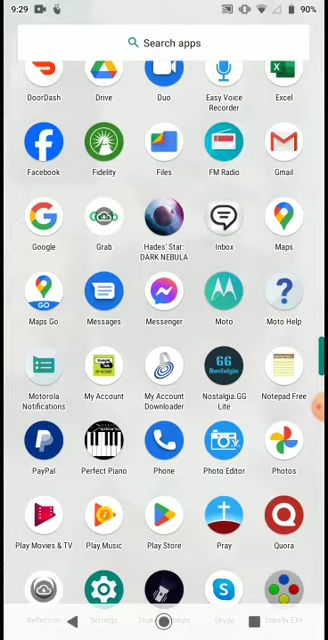 9:29
90%
Search apps
DoorDash Drive Duo Easy Voice Excel
Recorder
Facebook Fidelity Files FM Radio Gmail
Google Grab Hades' Star: Inbox Maps
DARK NEBULA
GO
Maps Go Messages Messenger Moto Moto Help
Motorola My Account My Account Nostalgia.GG Notepad Free
Notifications Downloader Lite
PayPal Perfect Piano Phone Photo Editor Photos
Play Movies & TV Play Music Play Store Pray Quora
Settings Skype